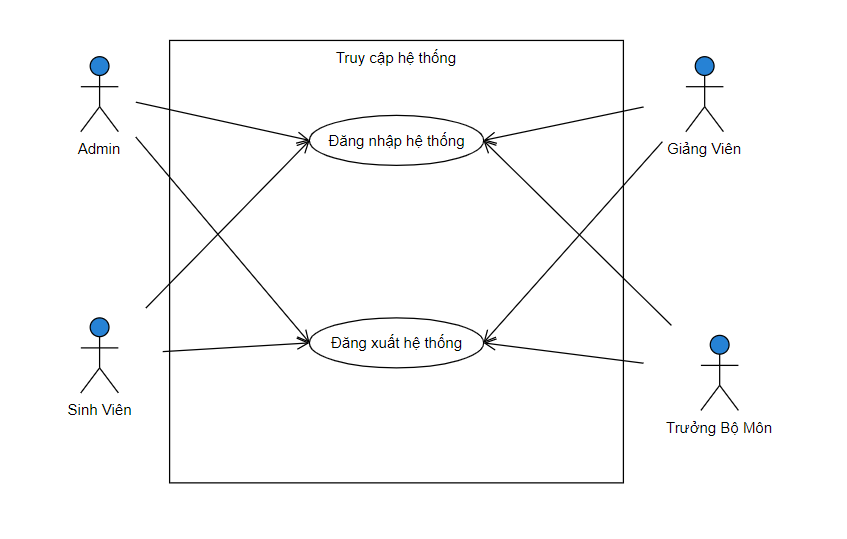 Truy cập hệ thống
Admin
Đăng nhập hệ thống
Giảng Viên
Sinh Viên
Đăng xuất hệ thống
Trưởng Bộ Môn